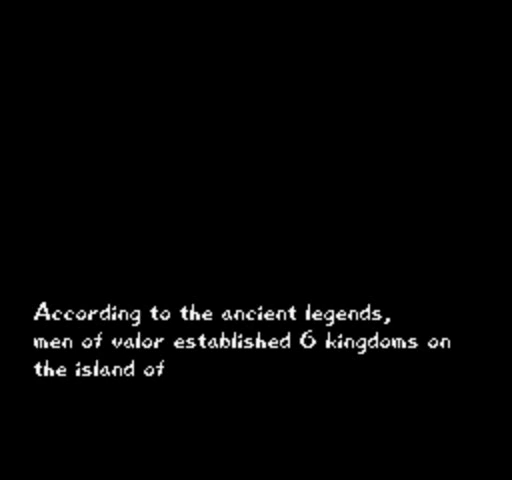 According to the ancient legends,
men of valor established 6 kingdoms on
the island of